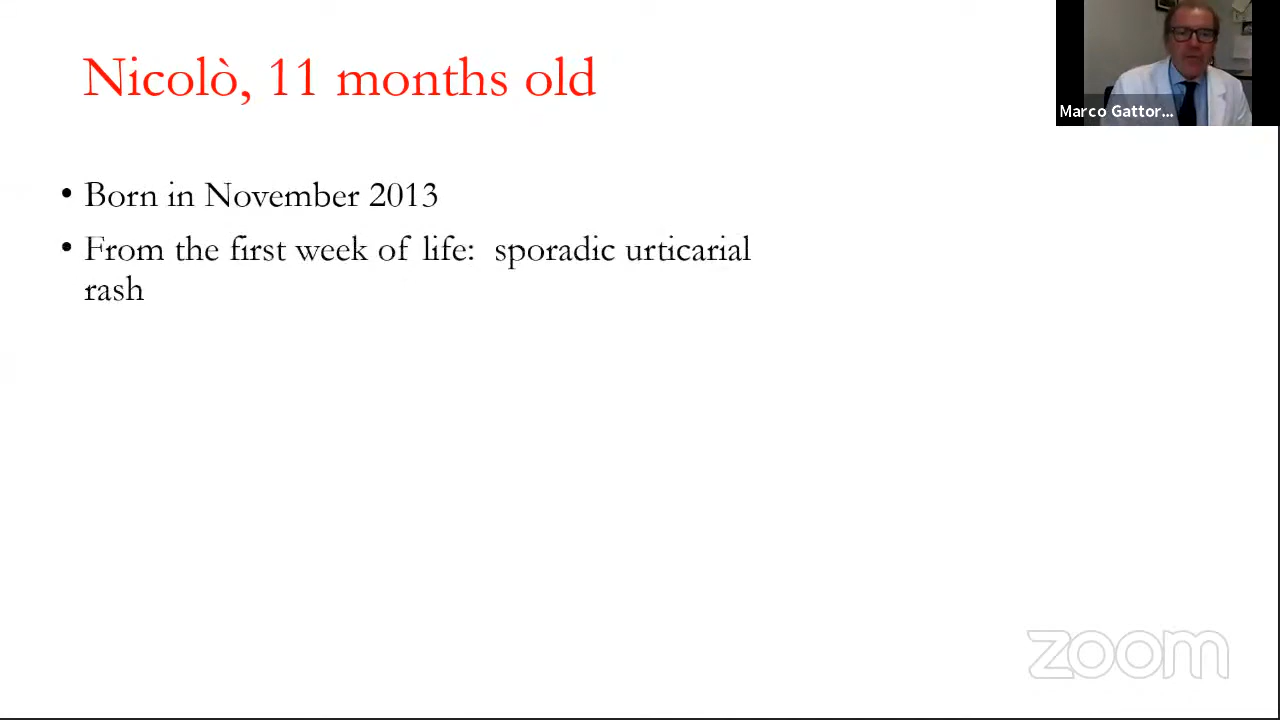 Nicolò, 11 months old
Marco Gattor...
• Born in November 2013
• From the first week of life: sporadic urticarial
rash
zoom